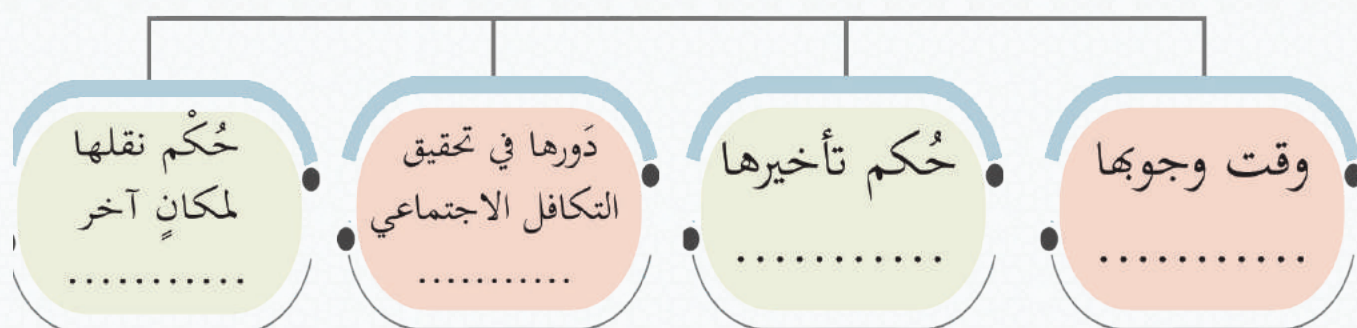 وقت وجوبها
...........
حُكم تأخيرها
...........
دَورها في تحقيق
التكافل الاجتماعي
...........
حُكْم نقلها
لمكانٍ آخر
...........